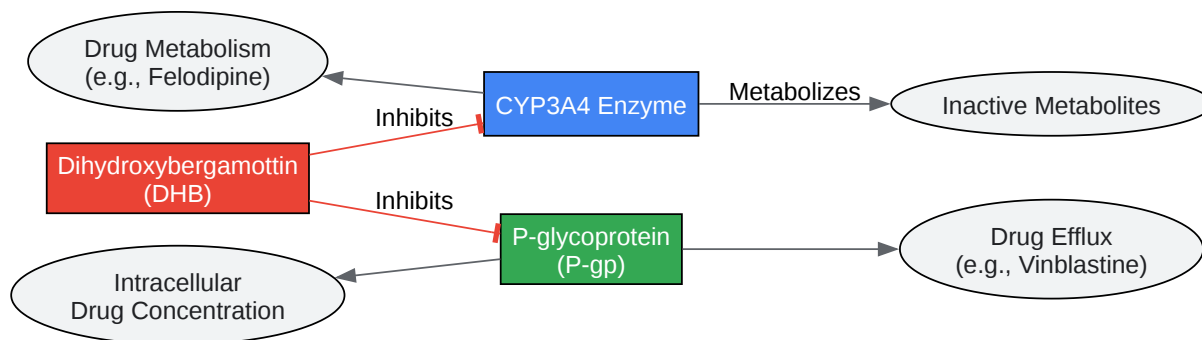 Drug Metabolism
(e.g., Felodipine)
CYP3A4 Enzyme
Metabolizes
Inactive Metabolites
Inhibits
Dihydroxybergamottin
(DHB)
Inhibits
P-glycoprotein
(P-gp)
Drug Efflux
(e.g., Vinblastine)
Intracellular
Drug Concentration